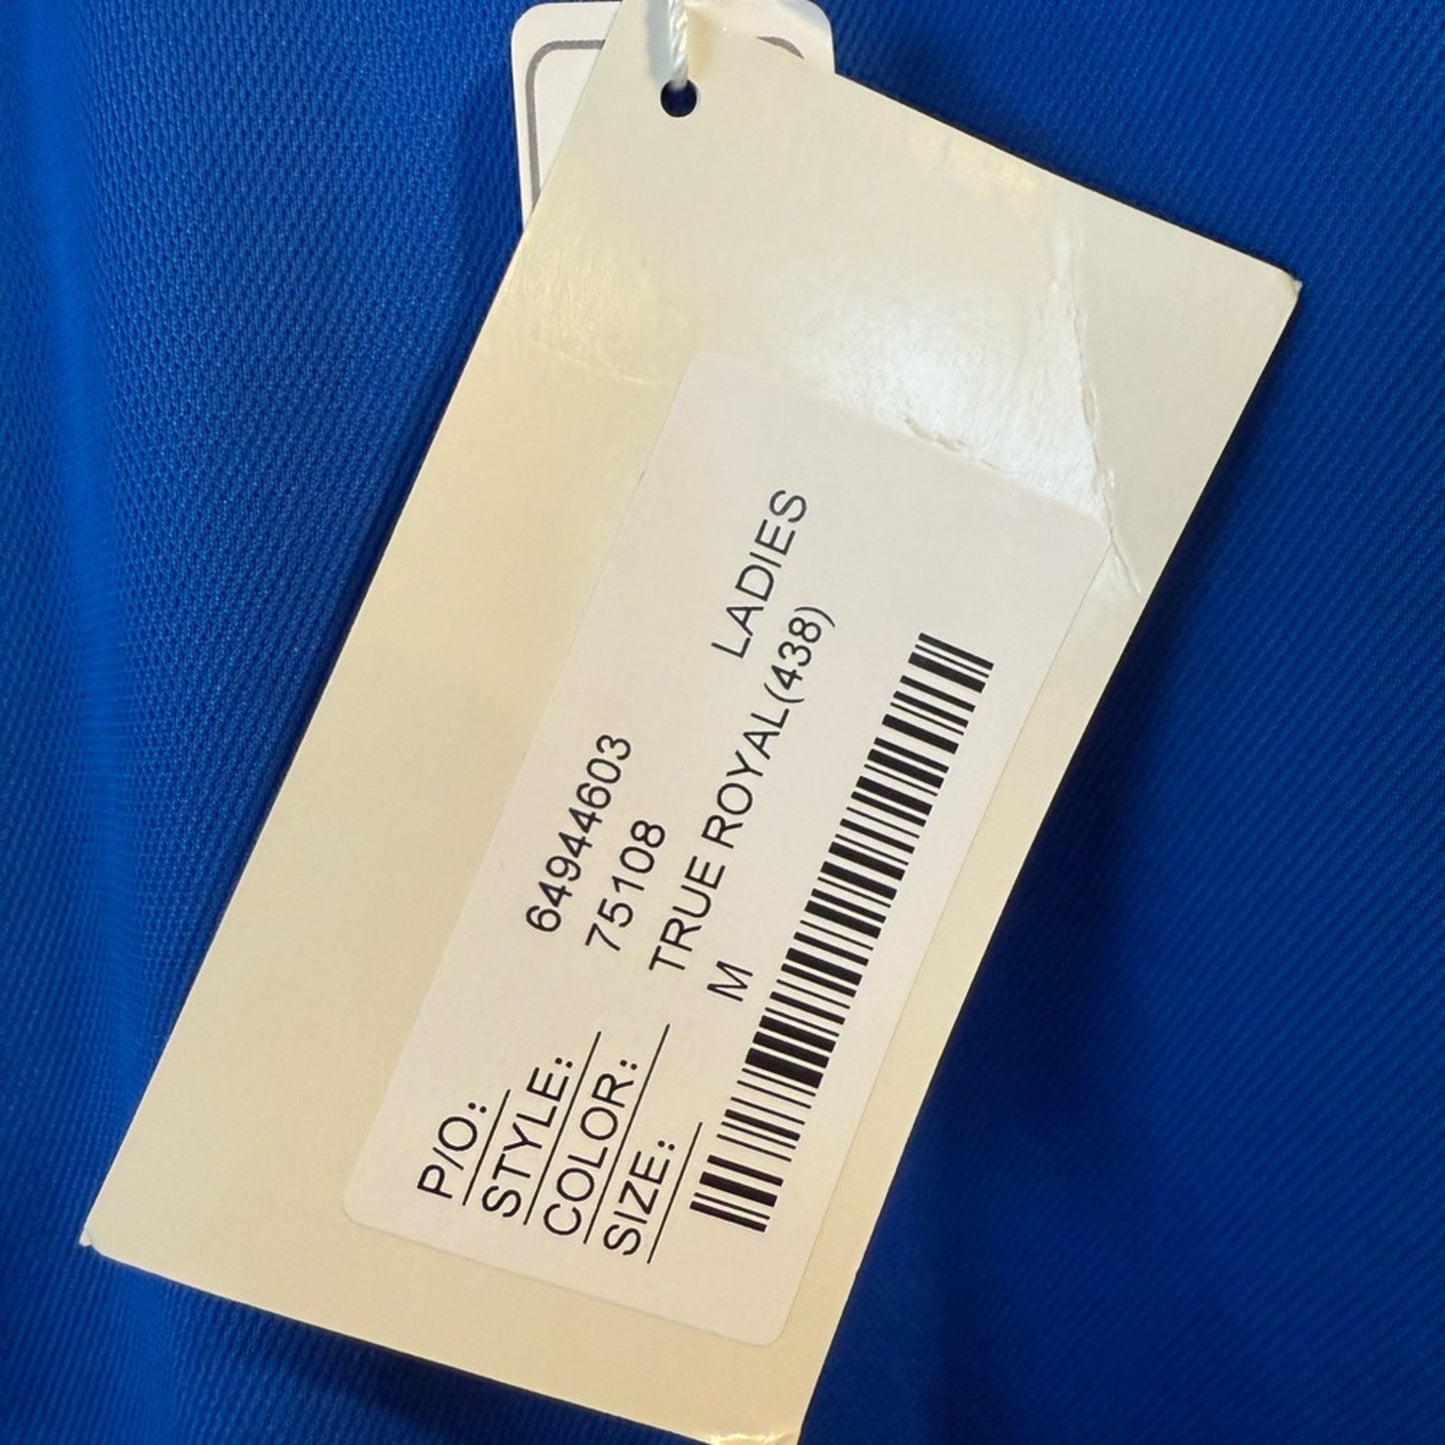 P/O: 64944603
STYLE: 75108 LADIES
COLOR: TRUE ROYAL(438)
SIZE: M